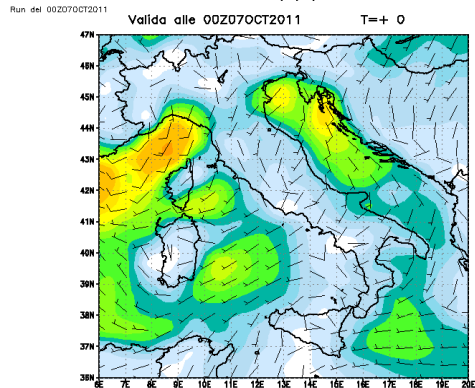 Run del 00Z07OCT2011
Valida alle 00Z07OCT2011 T=+ 0
47N
46N
45N
44N
43N
42N
41N
40N
39N
38N
37N
36N
6E 7E 8E 9E 10E 11E 12E 13E 14E 15E 16E 17E 18E 19E 20E